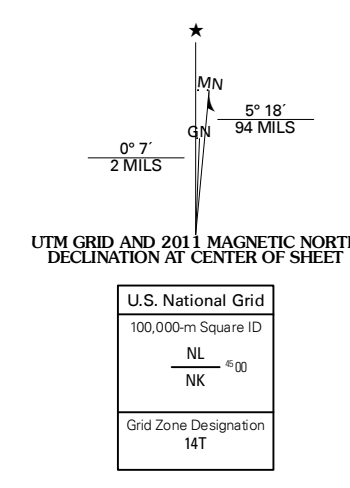 ★
MN
5° 18´
94 MILS
GN
0° 7´
2 MILS
UTM GRID AND 2011 MAGNETIC NORTH
DECLINATION AT CENTER OF SHEET
U.S. National Grid
100,000-m Square ID
NL
4500
NK
Grid Zone Designation
14T